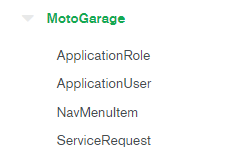 MotoGarage
ApplicationRole
ApplicationUser
NavMenuItem
ServiceRequest